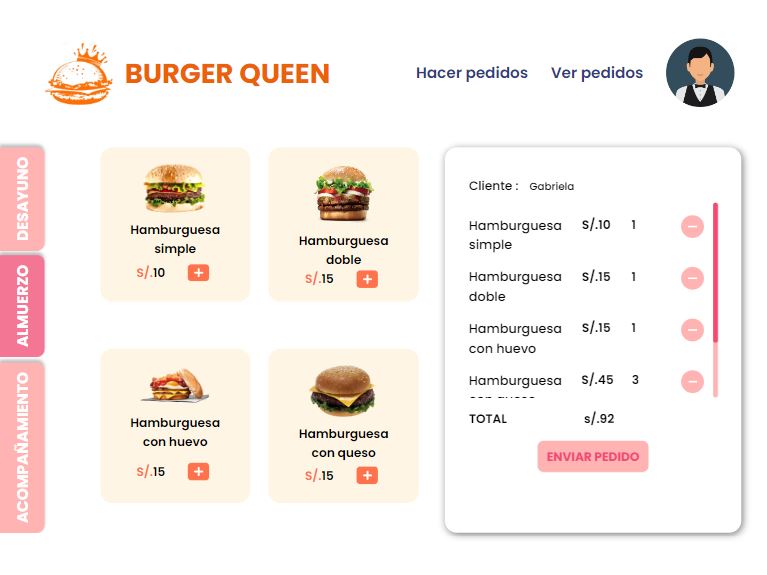 BURGER QUEEN
Hacer pedidos
Ver pedidos
DESAYUNO
ALMUERZO
ACOMPAÑAMIENTO
Hamburguesa
simple
S/.10
Hamburguesa
doble
S/.15
Hamburguesa
con huevo
S/.15
Hamburguesa
con queso
S/.15
Cliente : Gabriela
Hamburguesa S/.10 1
simple
Hamburguesa S/.15 1
doble
Hamburguesa S/.15 1
con huevo
Hamburguesa S/.45 3
con queso
TOTAL s/.92
ENVIAR PEDIDO